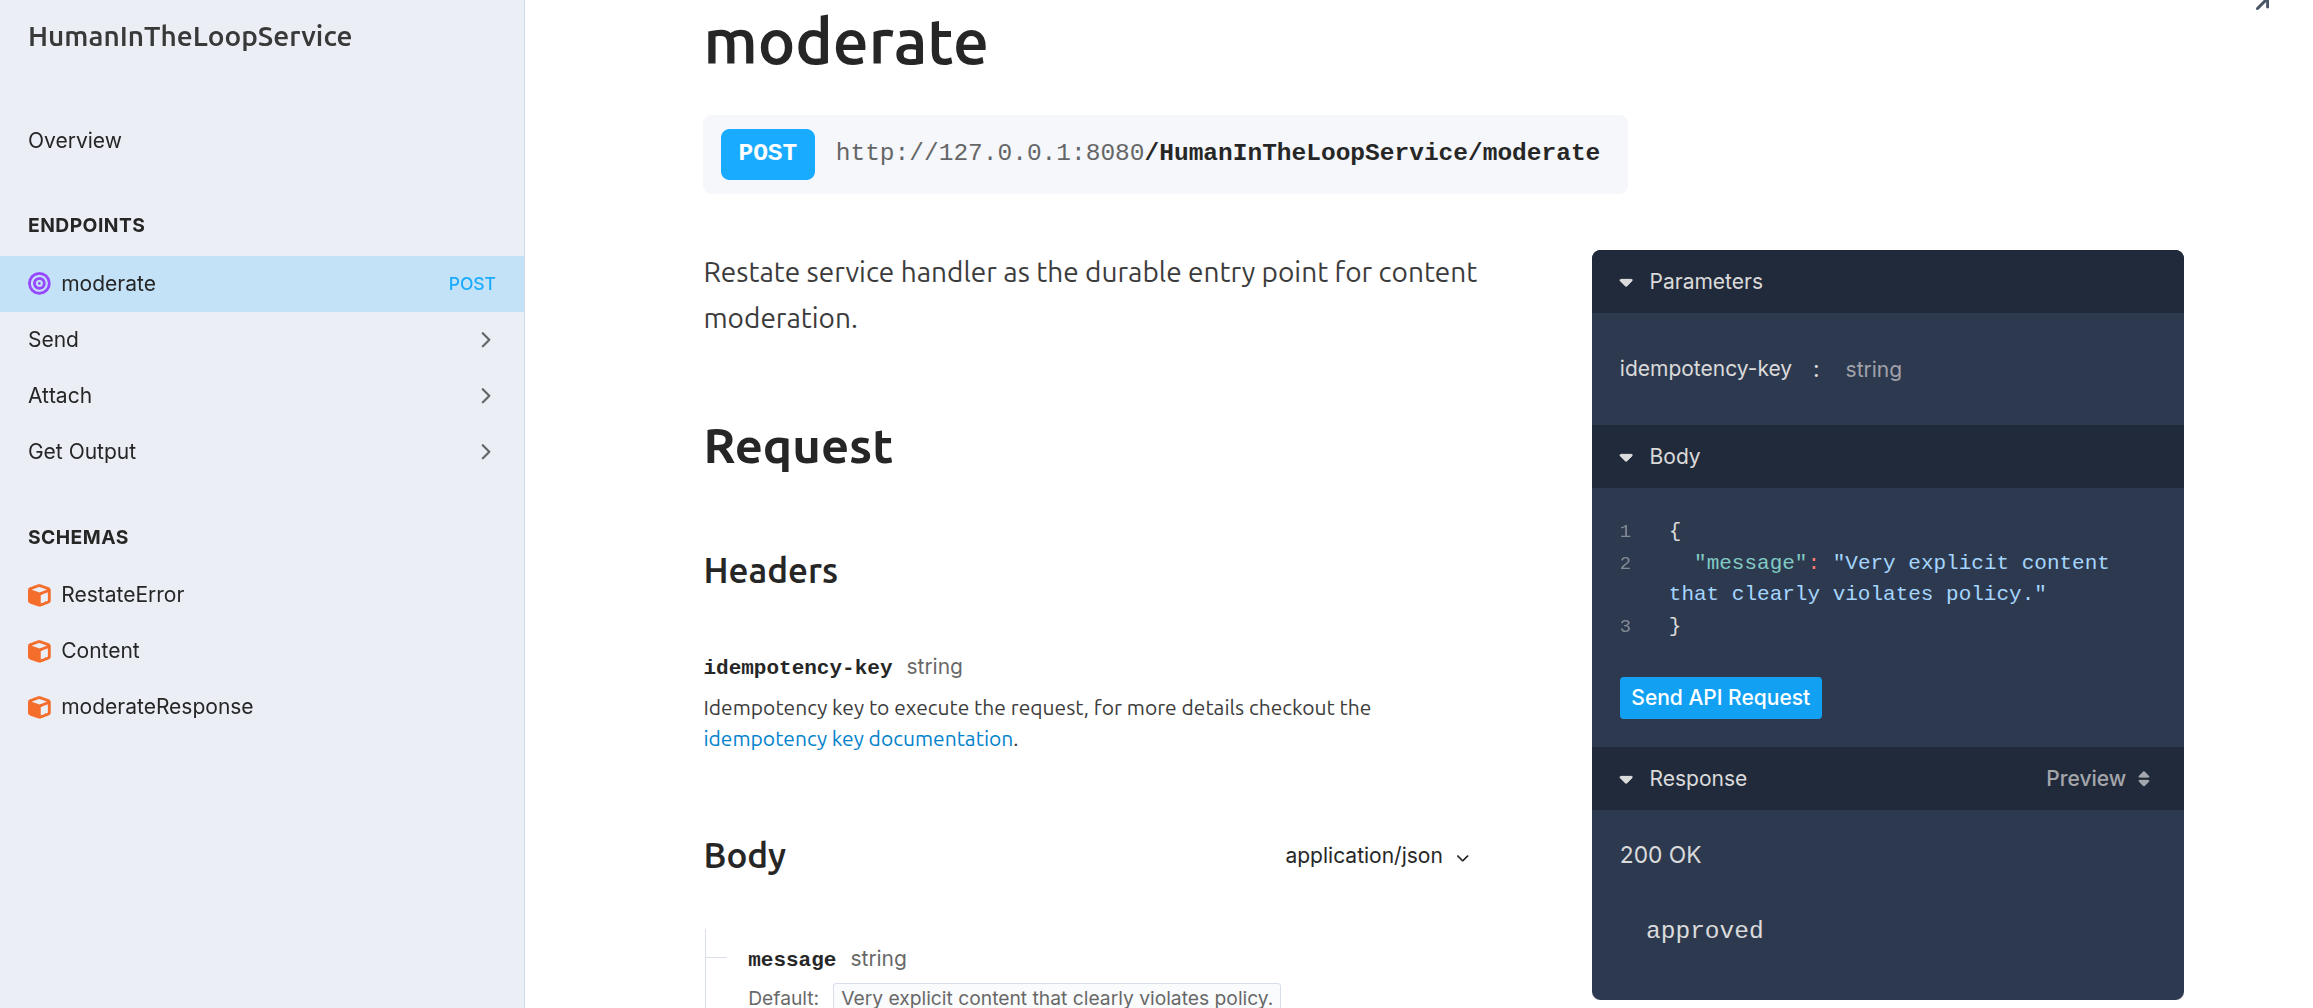 HumanInTheLoopService
Overview
ENDPOINTS
moderate POST
Send
Attach
Get Output
SCHEMAS
RestateError
Content
moderateResponse
moderate
POST http://127.0.0.1:8080/HumanInTheLoopService/moderate
Restate service handler as the durable entry point for content
moderation.
Request
Headers
idempotency-key string
Idempotency key to execute the request, for more details checkout the
idempotency key documentation.
Body application/json
message string
Default: Very explicit content that clearly violates policy.
Parameters
idempotency-key : string
Body
1 {
2 "message": "Very explicit content
that clearly violates policy."
3 }
Send API Request
Response Preview
200 OK
approved